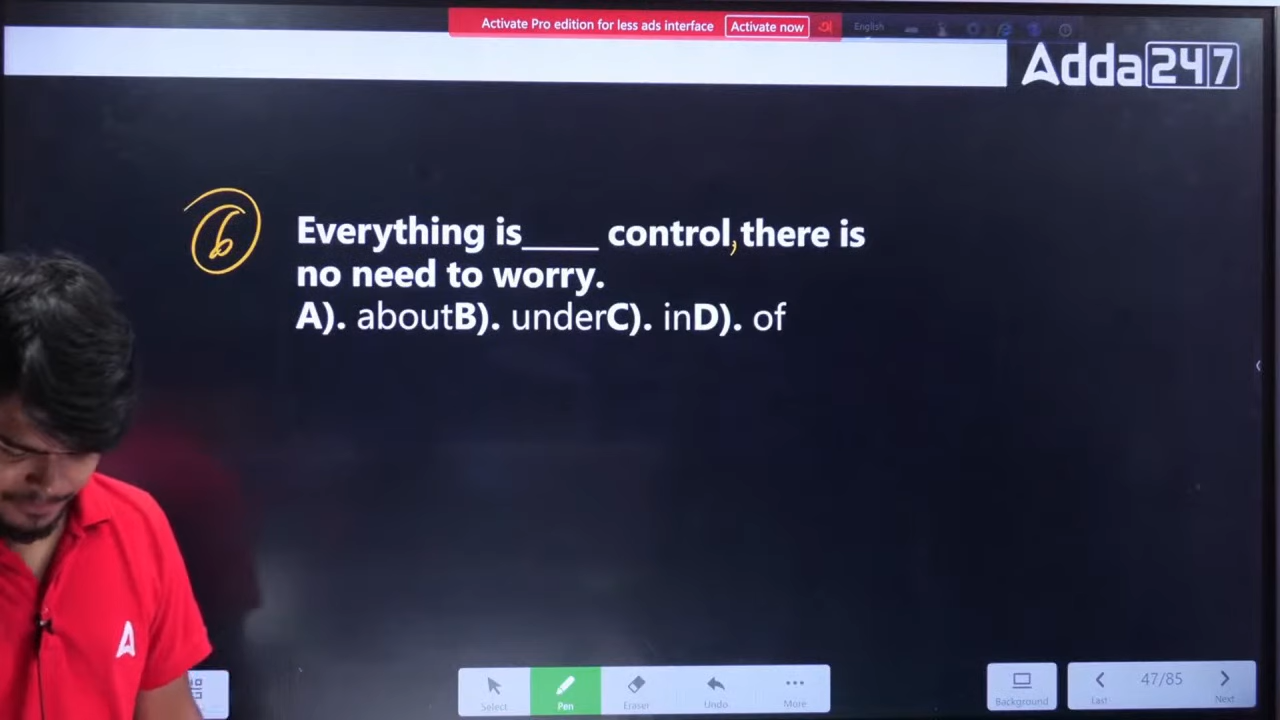 Activate Pro edition for less ads interface Activate now
English
Adda247
6 Everything is____ control,there is
no need to worry.
A). aboutB). underC). inD). of
Select Pen Eraser Undo More
Background
Last 47/85 Next